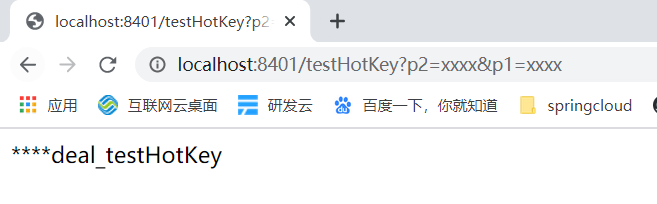 localhost:8401/testHotKey?p2=
localhost:8401/testHotKey?p2=xxxx&p1=xxxx
应用 互联网云桌面 研发云 百度一下，你就知道 springcloud
****deal_testHotKey